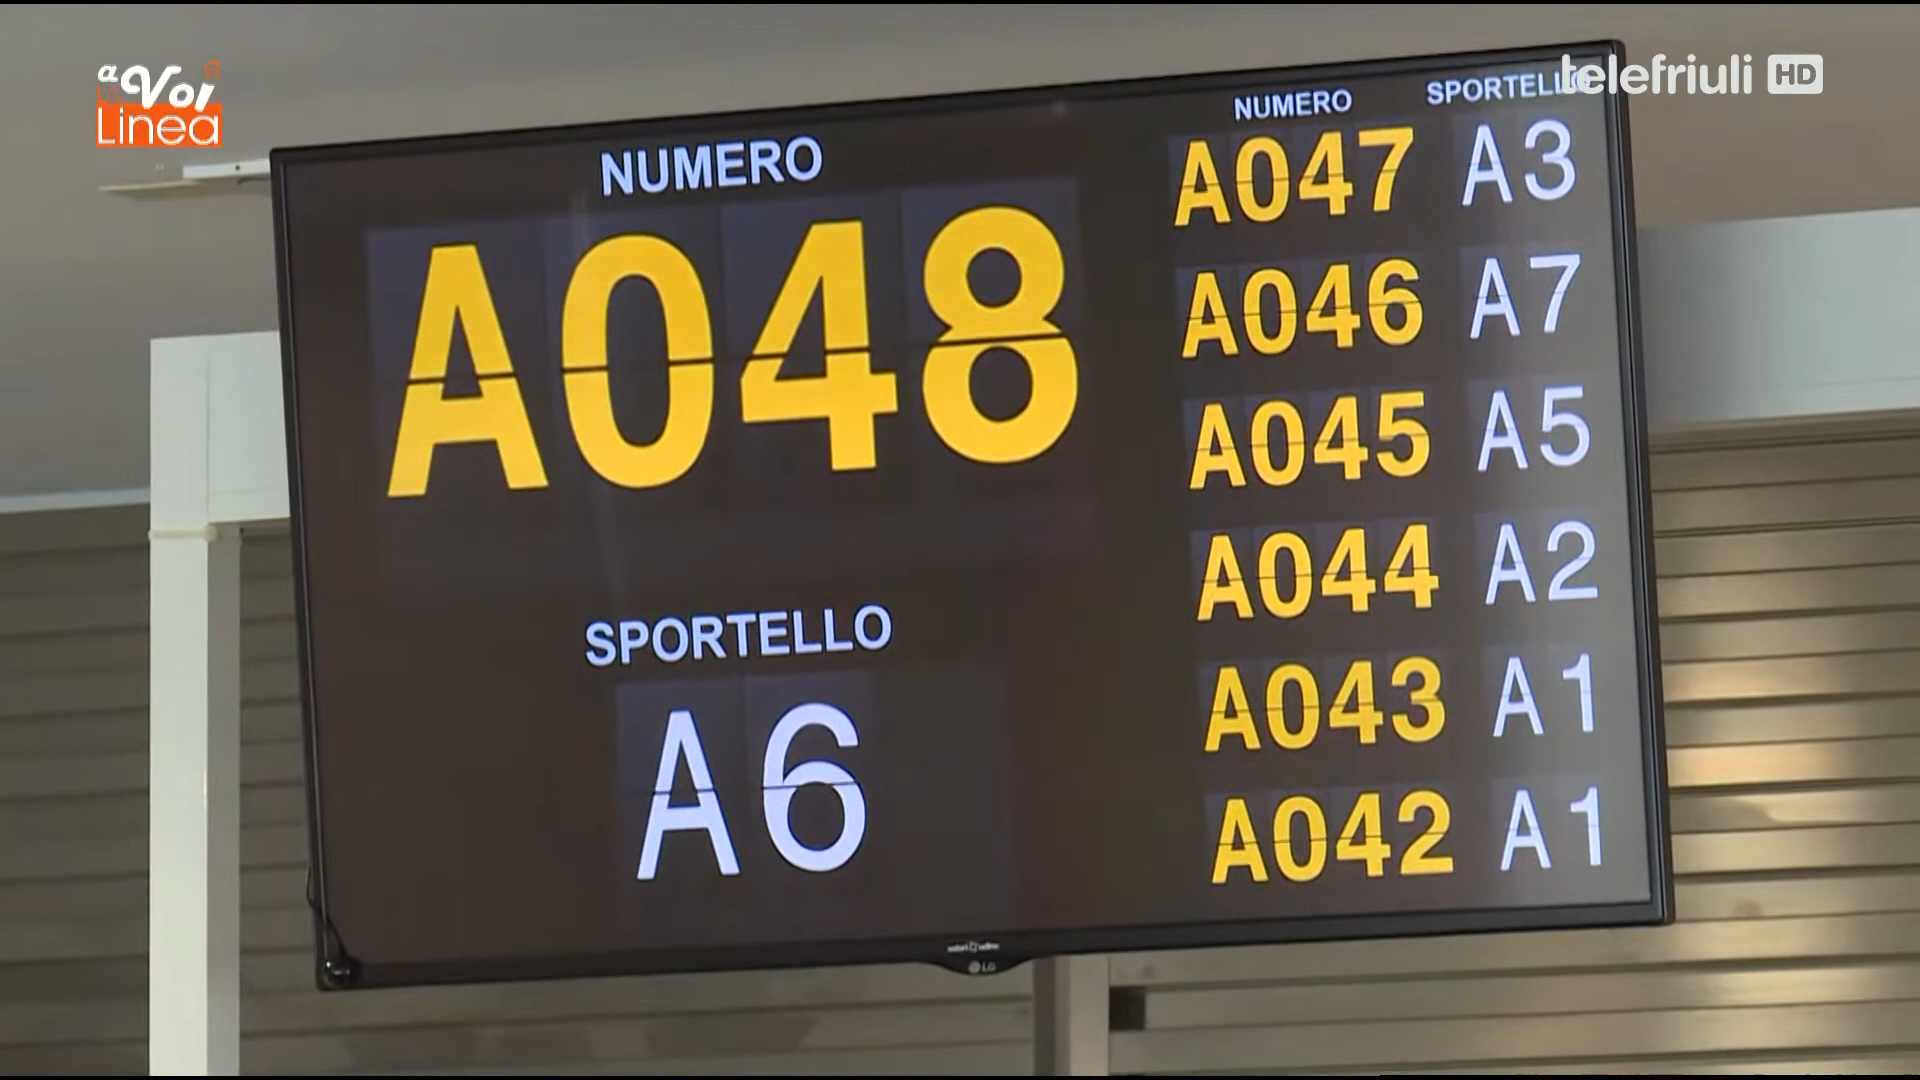 a Voi
LA
Linea
telefriuli HD
NUMERO
A048
SPORTELLO
A6
NUMERO SPORTELLO
A047 A3
A046 A7
A045 A5
A044 A2
A043 A1
A042 A1
LG